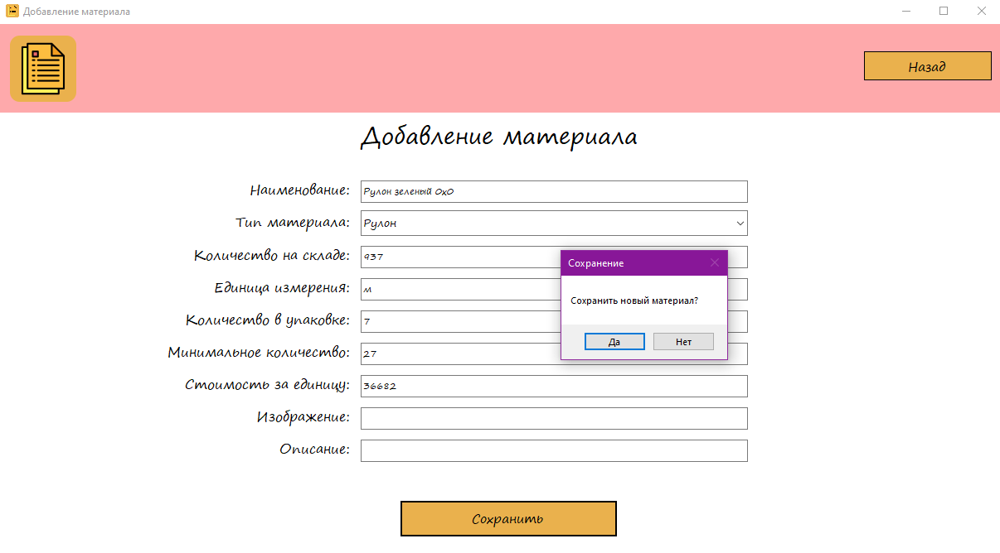 Добавление материала
Назад
Добавление материала
Наименование: Рулон зеленый 0x0
Тип материала: Рулон
Количество на складе: 937
Сохранение
Единица измерения: м
Сохранить новый материал?
Количество в упаковке: 7
Да Нет
Минимальное количество: 27
Стоимость за единицу: 36682
Изображение:
Описание:
Сохранить